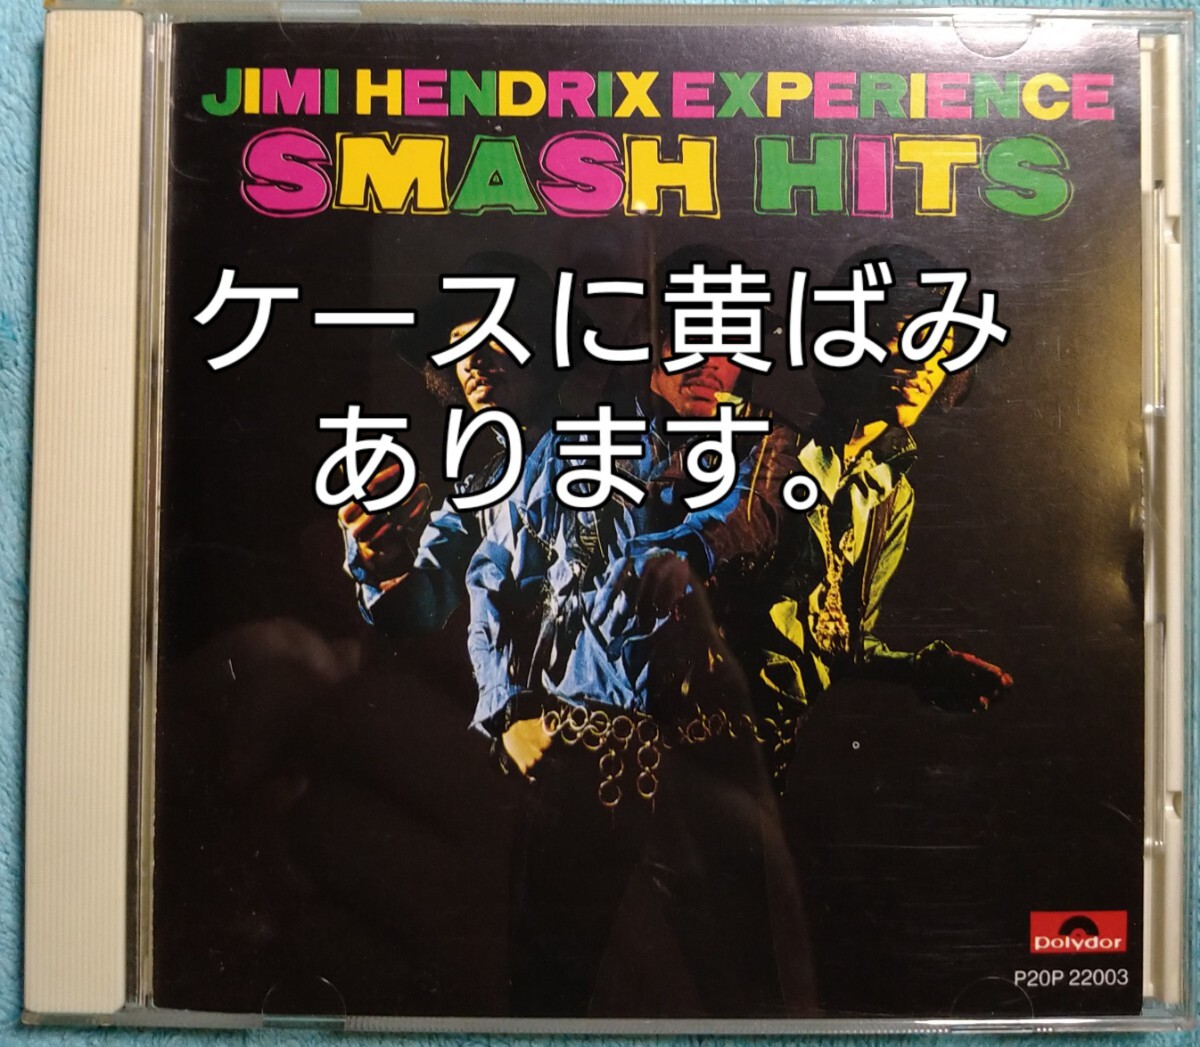 JIMI HENDRIX EXPERIENCE
SMASH HITS
ケースに黄ばみ
あります。
polydor
P20P 22003